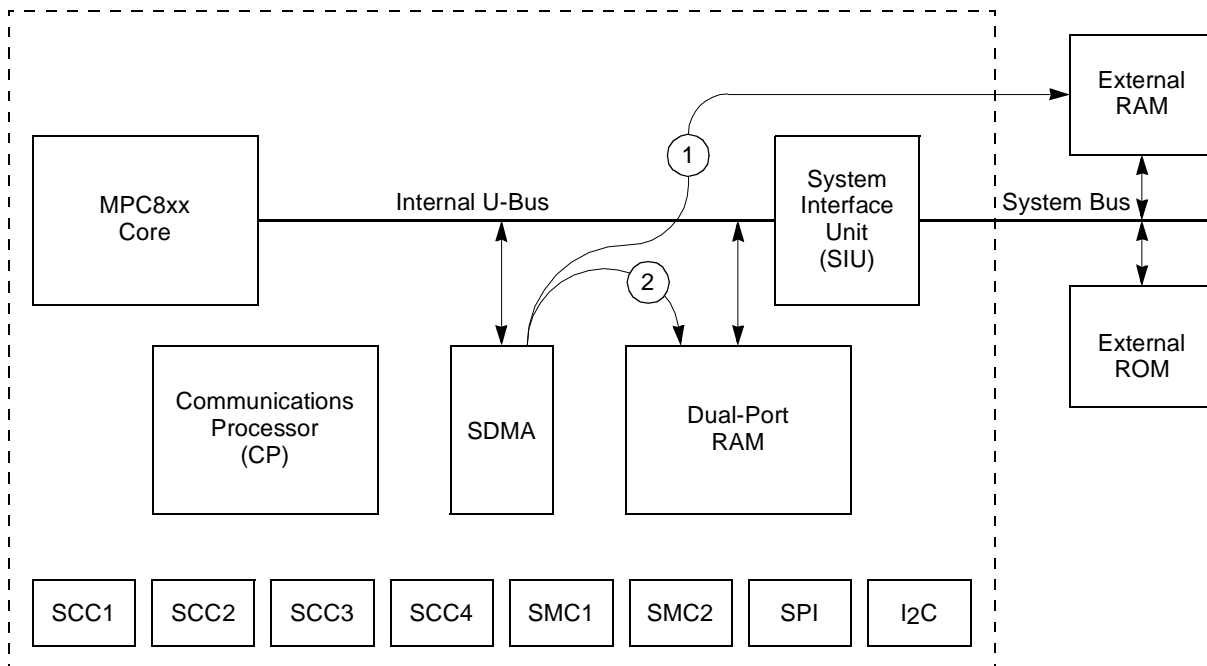 External
RAM
1
MPC8xx
Core
Internal U-Bus
System
Interface
Unit
(SIU)
System Bus
2
External
ROM
Communications
Processor
(CP)
SDMA
Dual-Port
RAM
SCC1
SCC2
SCC3
SCC4
SMC1
SMC2
SPI
I2C